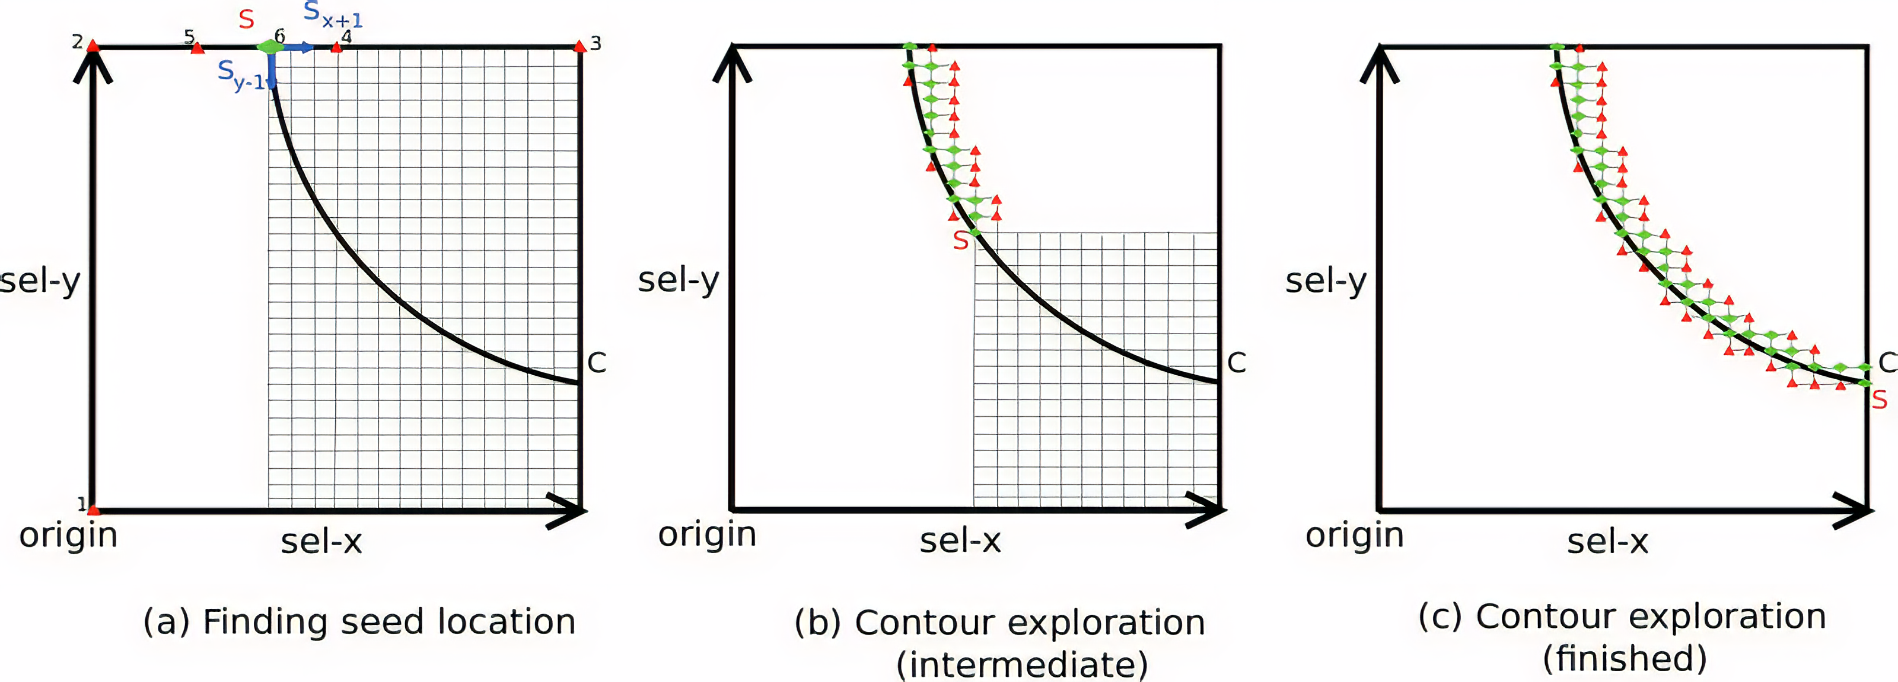 S
Sx+1
2
5
6
4
3
Sy-1
sel-y
C
1
origin
sel-x
(a) Finding seed location
S
sel-y
C
origin
sel-x
(b) Contour exploration
(intermediate)
sel-y
C
S
origin
sel-x
(c) Contour exploration
(finished)